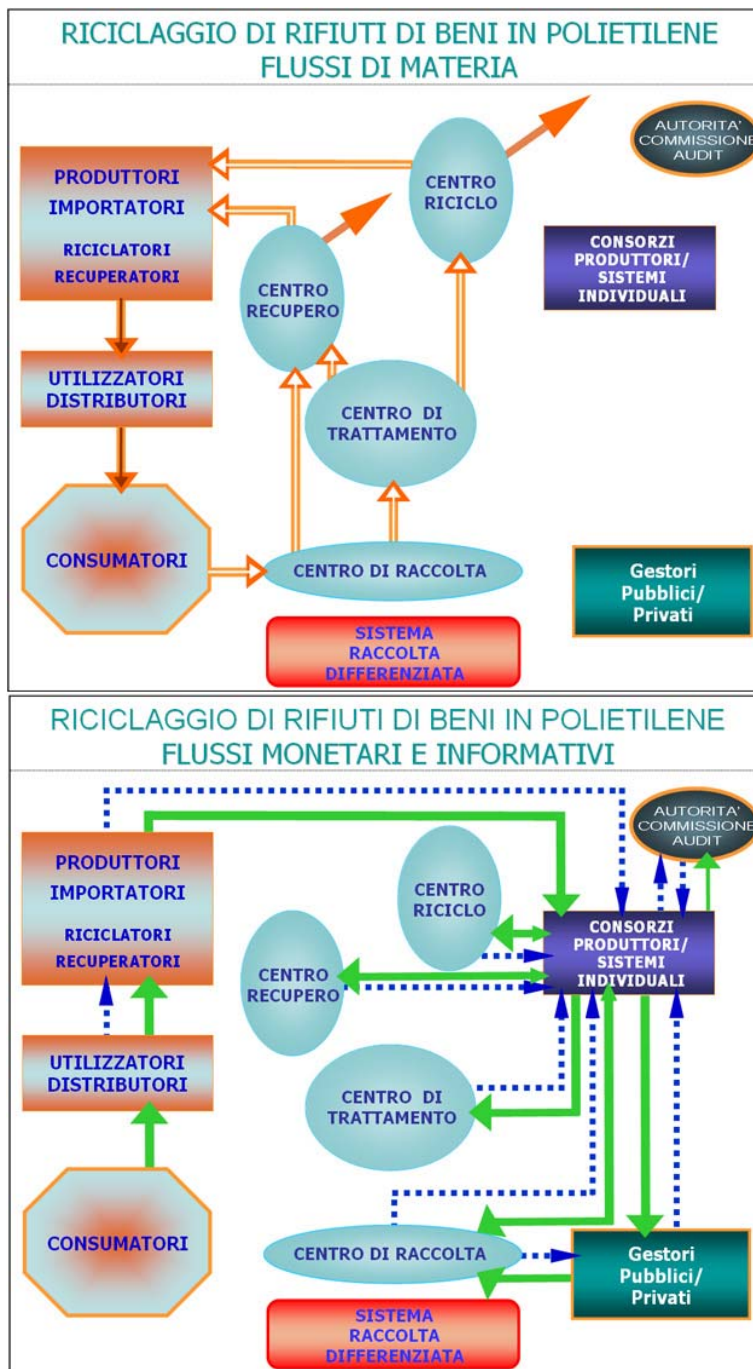 RICICLAGGIO DI RIFIUTI DI BENI IN POLIETILENE
FLUSSI DI MATERIA
AUTORITA'
COMMISSIONE
AUDIT
PRODUTTORI
IMPORTATORI
RICICLATORI
RECUPERATORI
CENTRO
RICICLO
CENTRO
RECUPERO
CONSORZI
PRODUTTORI/
SISTEMI
INDIVIDUALI
UTILIZZATORI
DISTRIBUTORI
CENTRO DI
TRATTAMENTO
CONSUMATORI
CENTRO DI RACCOLTA
Gestori
Pubblici/
Privati
SISTEMA
RACCOLTA
DIFFERENZIATA
RICICLAGGIO DI RIFIUTI DI BENI IN POLIETILENE
FLUSSI MONETARI E INFORMATIVI
AUTORITA'
COMMISSIONE
AUDIT
PRODUTTORI
IMPORTATORI
RICICLATORI
RECUPERATORI
CENTRO
RICICLO
CENTRO
RECUPERO
CONSORZI
PRODUTTORI/
SISTEMI
INDIVIDUALI
UTILIZZATORI
DISTRIBUTORI
CENTRO DI
TRATTAMENTO
CONSUMATORI
CENTRO DI RACCOLTA
Gestori
Pubblici/
Privati
SISTEMA
RACCOLTA
DIFFERENZIATA